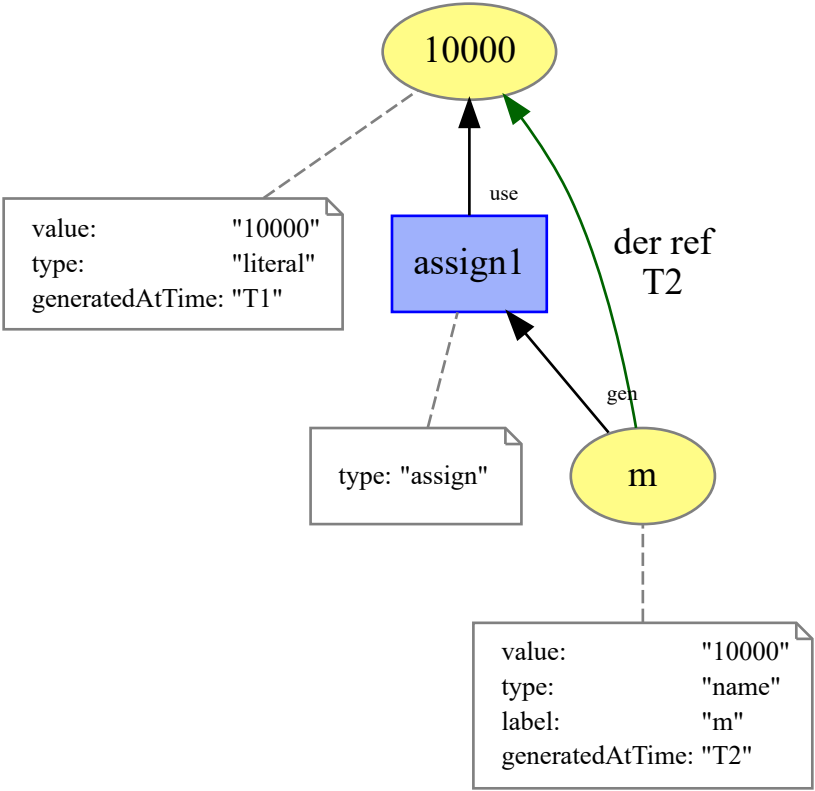 10000
use
value: "10000"
type: "literal"
generatedAtTime: "T1"
assign1
der ref
T2
gen
type: "assign"
m
value: "10000"
type: "name"
label: "m"
generatedAtTime: "T2"